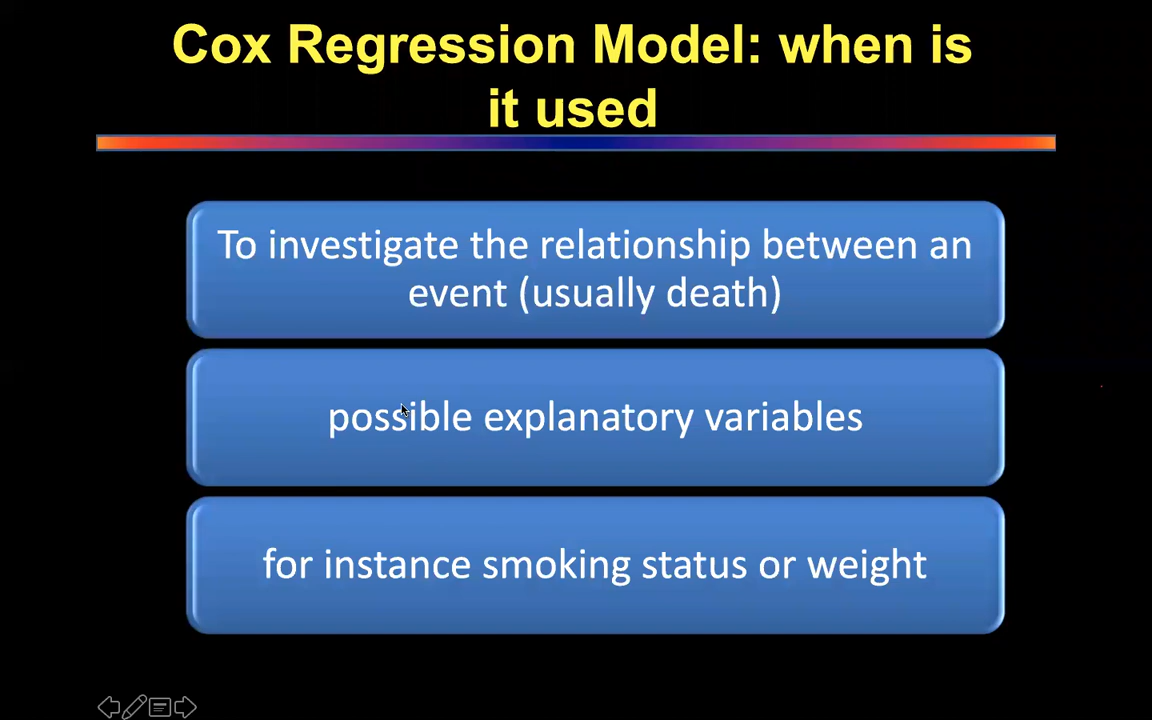 Cox Regression Model: when is
it used
To investigate the relationship between an
event (usually death)
possible explanatory variables
for instance smoking status or weight